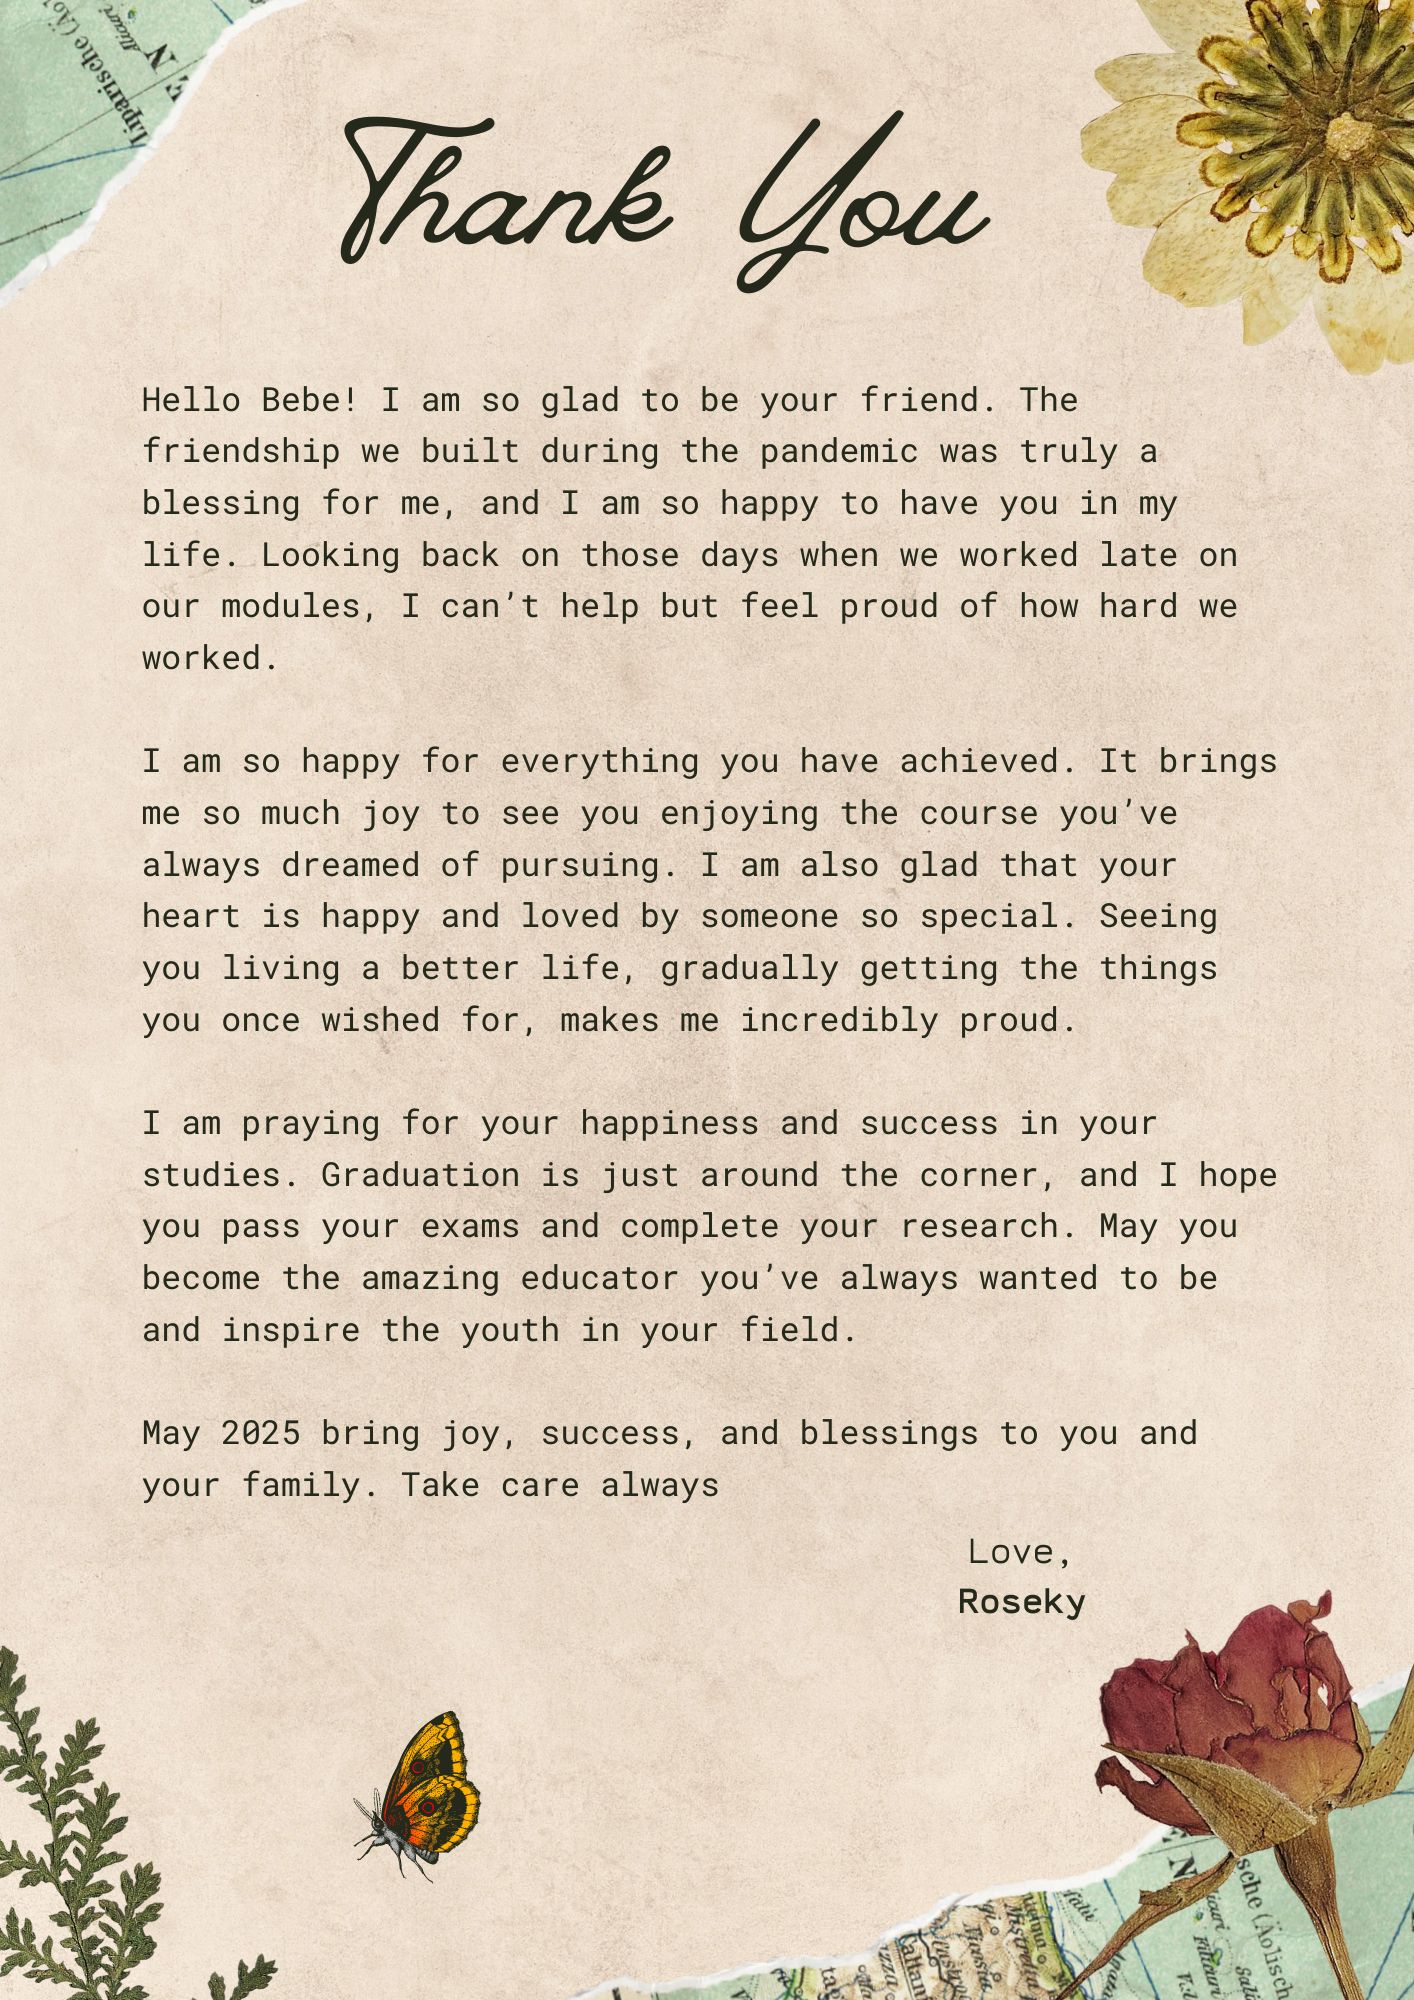 Liparische (Äol
Thank You
Hello Bebe! I am so glad to be your friend. The
friendship we built during the pandemic was truly a
blessing for me, and I am so happy to have you in my
life. Looking back on those days when we worked late on
our modules, I can’t help but feel proud of how hard we
worked.
I am so happy for everything you have achieved. It brings
me so much joy to see you enjoying the course you’ve
always dreamed of pursuing. I am also glad that your
heart is happy and loved by someone so special. Seeing
you living a better life, gradually getting the things
you once wished for, makes me incredibly proud.
I am praying for your happiness and success in your
studies. Graduation is just around the corner, and I hope
you pass your exams and complete your research. May you
become the amazing educator you’ve always wanted to be
and inspire the youth in your field.
May 2025 bring joy, success, and blessings to you and
your family. Take care always
Love,
Roseky
sche (Äolisch
N